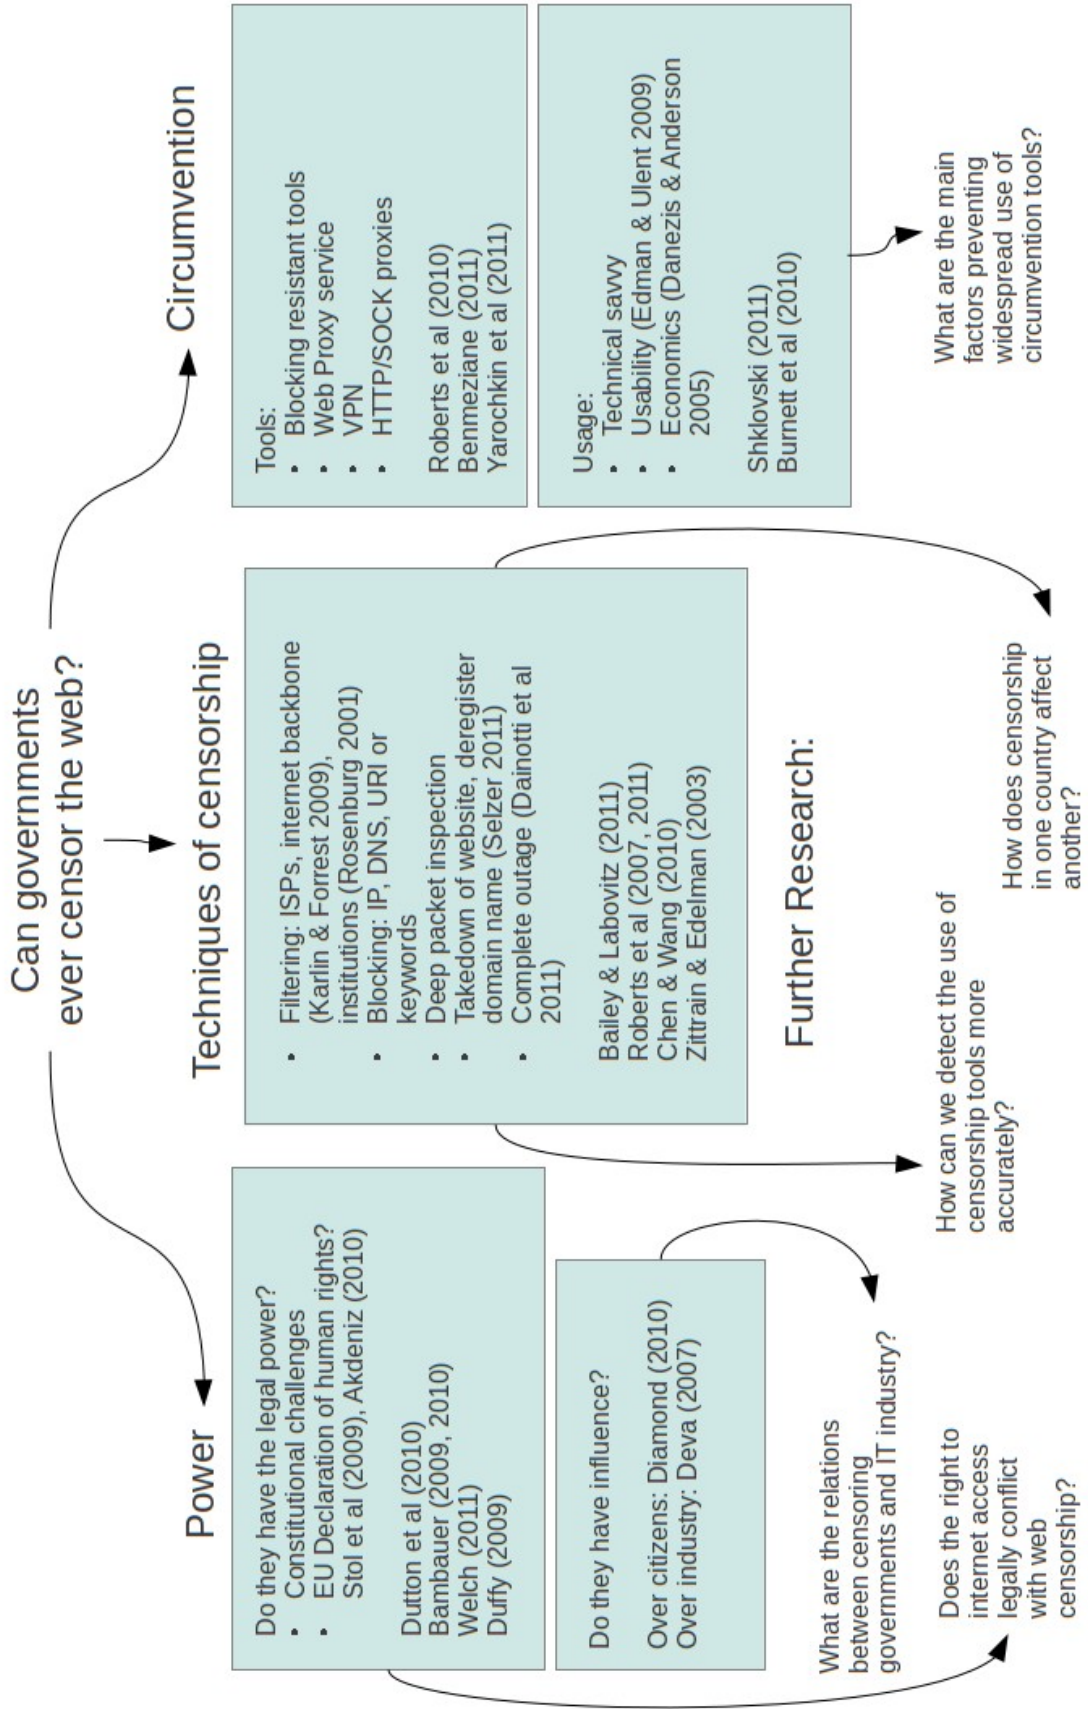 Can governments
ever censor the web?
Power
Do they have the legal power?
• Constitutional challenges
• EU Declaration of human rights?
Stol et al (2009), Akdeniz (2010)
Dutton et al (2010)
Bambauer (2009, 2010)
Welch (2011)
Duffy (2009)
Do they have influence?
Over citizens: Diamond (2010)
Over industry: Deva (2007)
Techniques of censorship
• Filtering: ISPs, internet backbone
(Karlin & Forrest 2009),
institutions (Rosenburg 2001)
• Blocking: IP, DNS, URI or
keywords
• Deep packet inspection
• Takedown of website, deregister
domain name (Selzer 2011)
• Complete outage (Dainotti et al
2011)
Bailey & Labovitz (2011)
Roberts et al (2007, 2011)
Chen & Wang (2010)
Zittrain & Edelman (2003)
Circumvention
Tools:
• Blocking resistant tools
• Web Proxy service
• VPN
• HTTP/SOCK proxies
Roberts et al (2010)
Benmeziane (2011)
Yarochkin et al (2011)
Usage:
• Technical savvy
• Usability (Edman & Ulent 2009)
• Economics (Danezis & Anderson
2005)
Shklovski (2011)
Burnett et al (2010)
Further Research:
What are the relations
between censoring
governments and IT industry?
Does the right to
internet access
legally conflict
with web
censorship?
How can we detect the use of
censorship tools more
accurately?
How does censorship
in one country affect
another?
What are the main
factors preventing
widespread use of
circumvention tools?